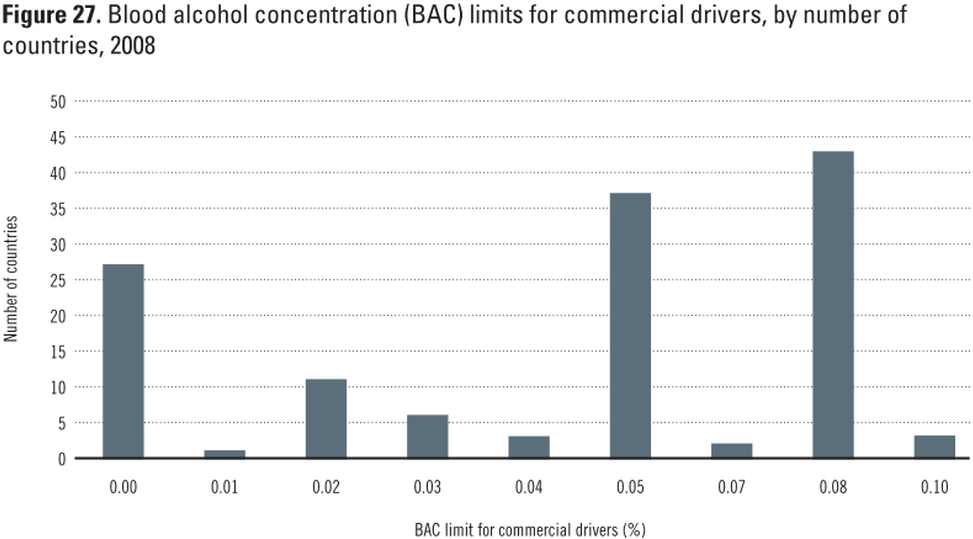 Figure 27. Blood alcohol concentration (BAC) limits for commercial drivers, by number of
countries, 2008
50
45
40
35
30
25
20
15
10
5
0
Number of countries
0.00 0.01 0.02 0.03 0.04 0.05 0.07 0.08 0.10
BAC limit for commercial drivers (%)